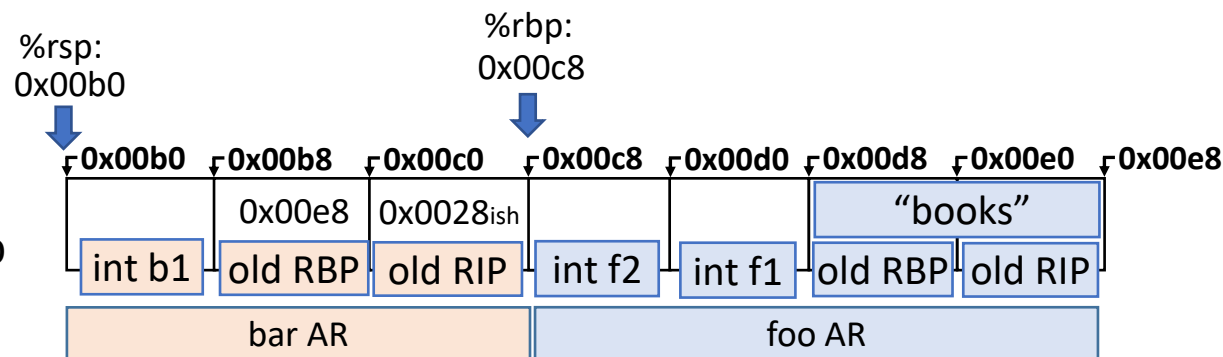 %rsp:
0x00b0
%rbp:
0x00c8
0x00b0 0x00b8 0x00c0 0x00c8 0x00d0 0x00d8 0x00e0 0x00e8
0x00e8 0x0028ish “books”
int b1 old RBP old RIP int f2 int f1 old RBP old RIP
bar AR foo AR